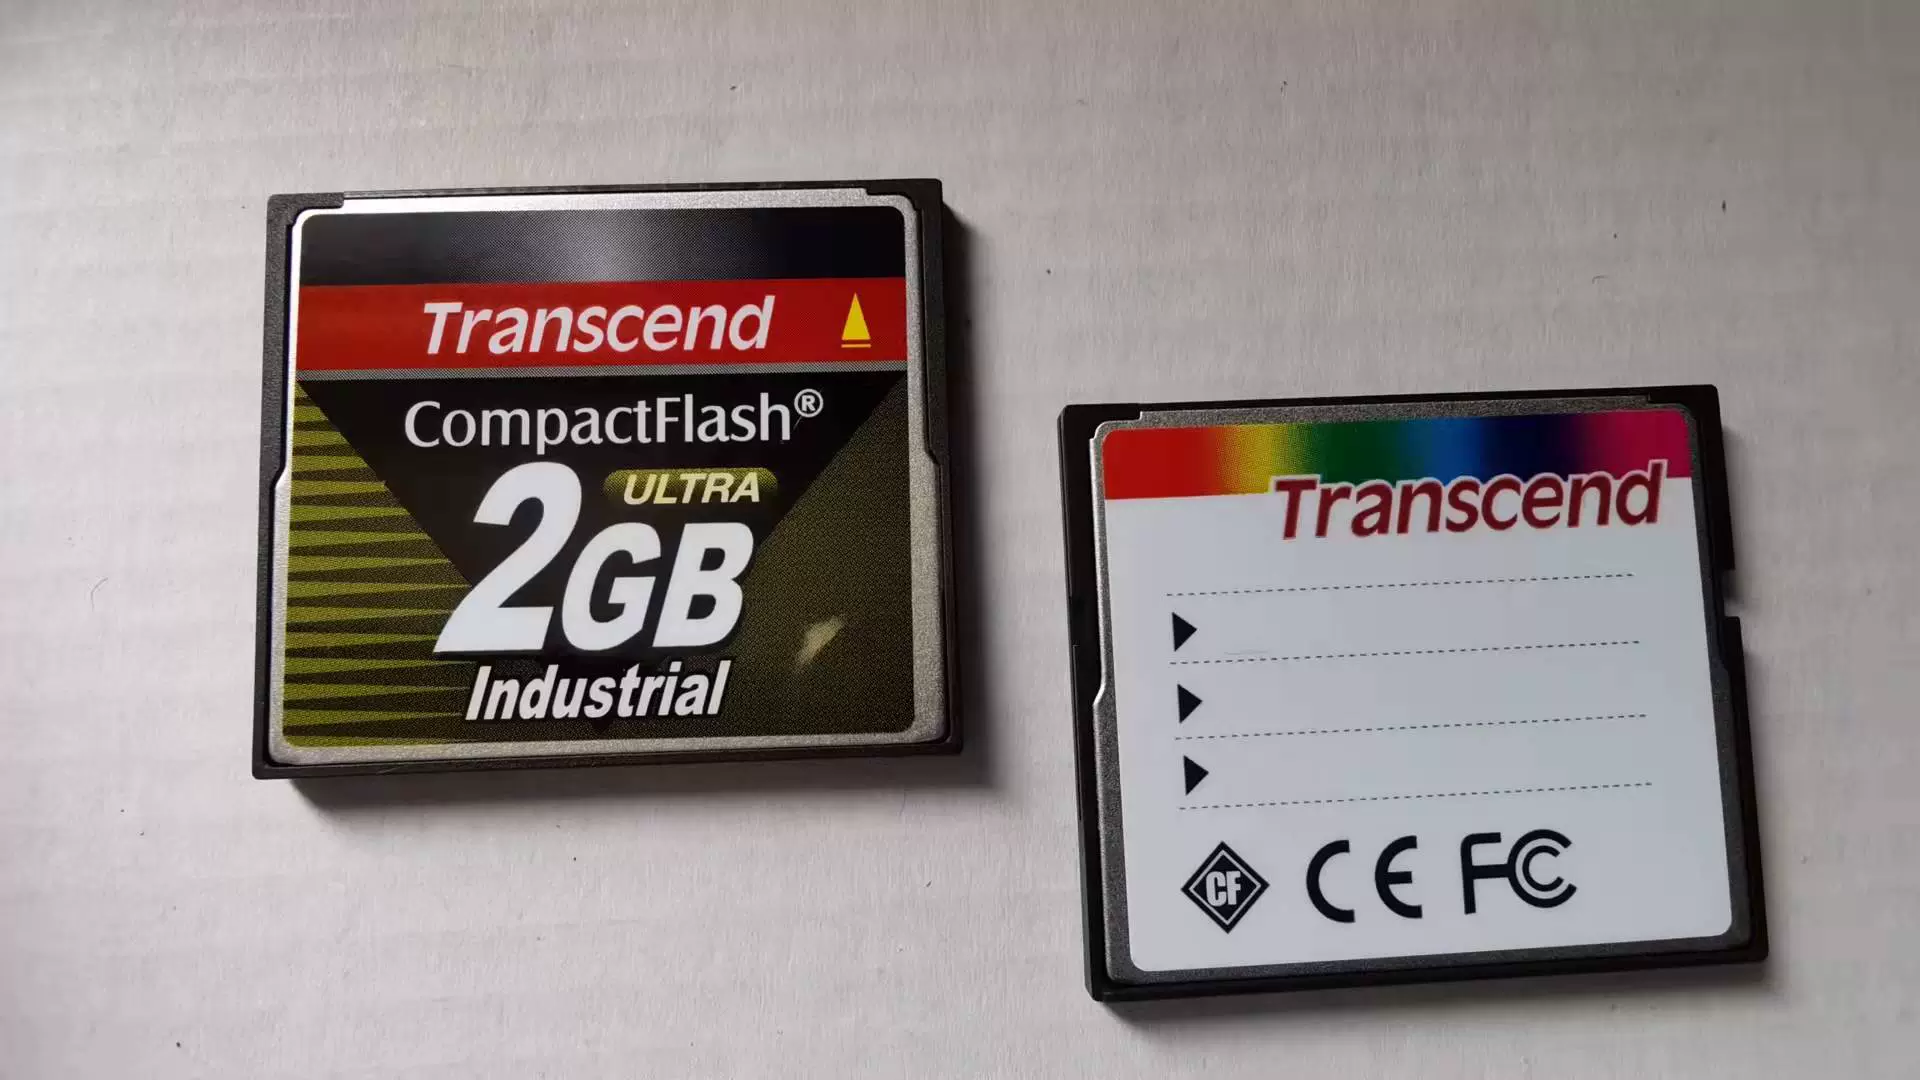 Transcend
CompactFlash®
ULTRA
2GB
Industrial
Transcend
CF CE FC